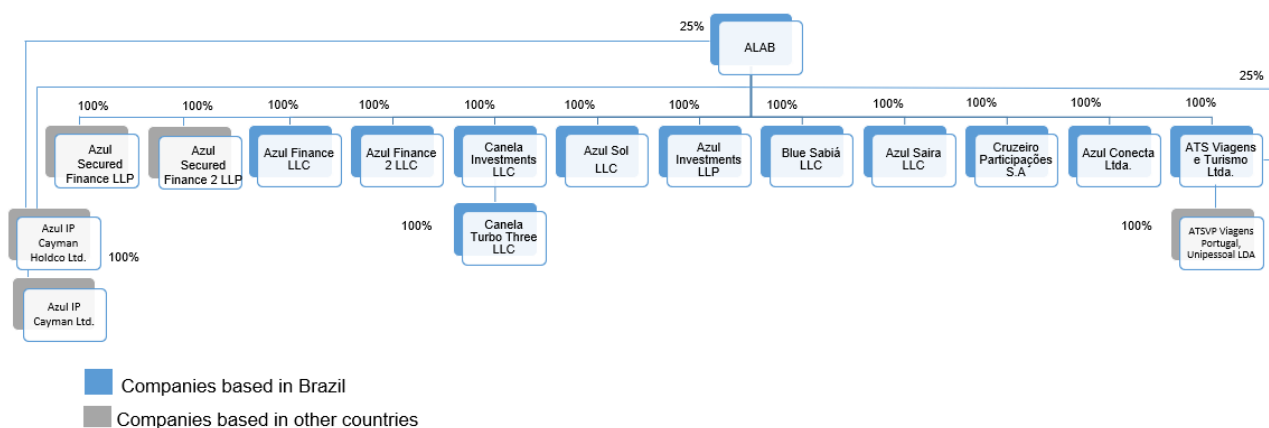 25%
ALAB
25%
100%
100%
100%
100%
100%
100%
100%
100%
100%
100%
100%
100%
Azul
Secured
Finance LLP
Azul
Secured
Finance 2 LLP
Azul Finance
LLC
Azul Finance
2 LLC
Canela
Investments
LLC
Azul Sol
LLC
Azul
Investments
LLP
Blue Sabiá
LLC
Azul Saira
LLC
Cruzeiro
Participações
S.A
Azul Conecta
Ltda.
ATS Viagens
e Turismo
Ltda.
Azul IP
Cayman
Holdco Ltd.
100%
100%
Canela
Turbo Three
LLC
100%
ATSVP Viagens
Portugal,
Unipessoal LDA
Azul IP
Cayman Ltd.
Companies based in Brazil
Companies based in other countries